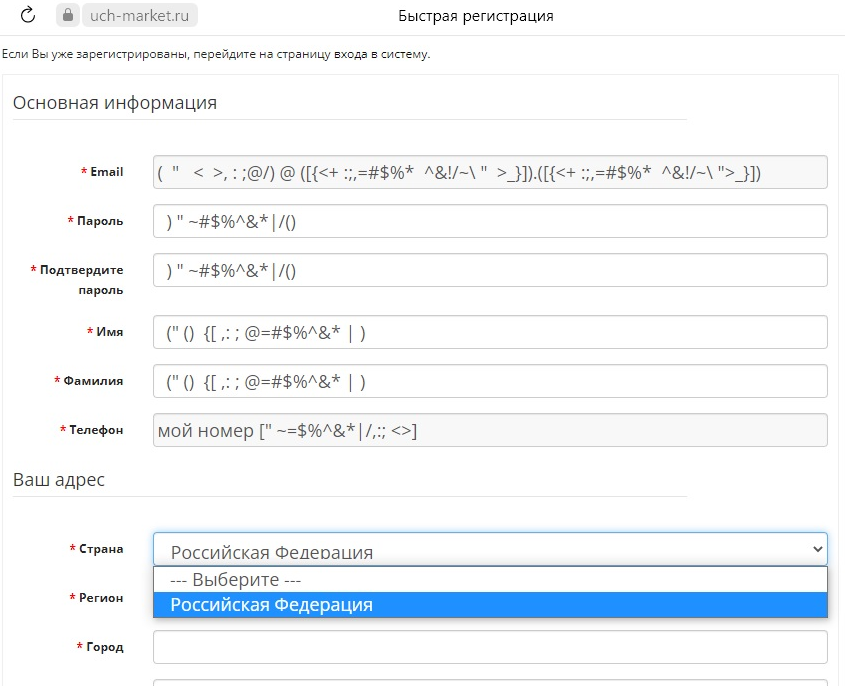 uch-market.ru
Быстрая регистрация
Если Вы уже зарегистрированы, перейдите на страницу входа в систему.
Основная информация
* Email
( " < >, : ;@/) @ ([{<+ :;,=#$%* ^&!/~\ " >_}]).([{<+ :;,=#$%* ^&!/~\ ">_}])
* Пароль
) " ~#$%^&*|/()
* Подтвердите
пароль
) " ~#$%^&*|/()
* Имя
(" () {[ ,: ; @=#$%^&* | )
* Фамилия
(" () {[ ,: ; @=#$%^&* | )
* Телефон
мой номер [" ~=$%^&*|/,:; <>]
Ваш адрес
* Страна
Российская Федерация
--- Выберите ---
* Регион
Российская Федерация
* Город